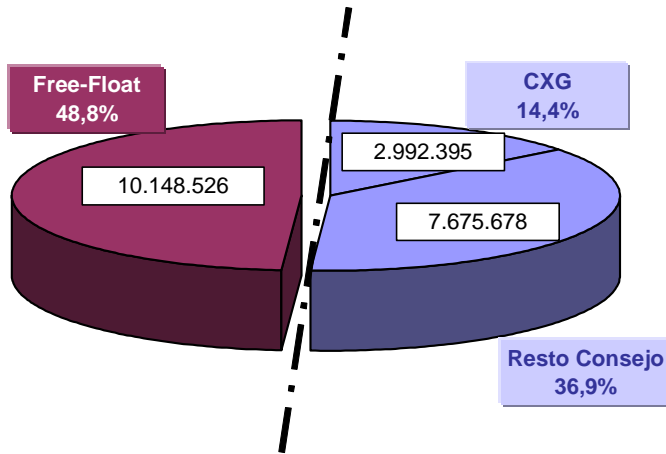 Free-Float
48,8%
CXG
14,4%
2.992.395
10.148.526
7.675.678
Resto Consejo
36,9%